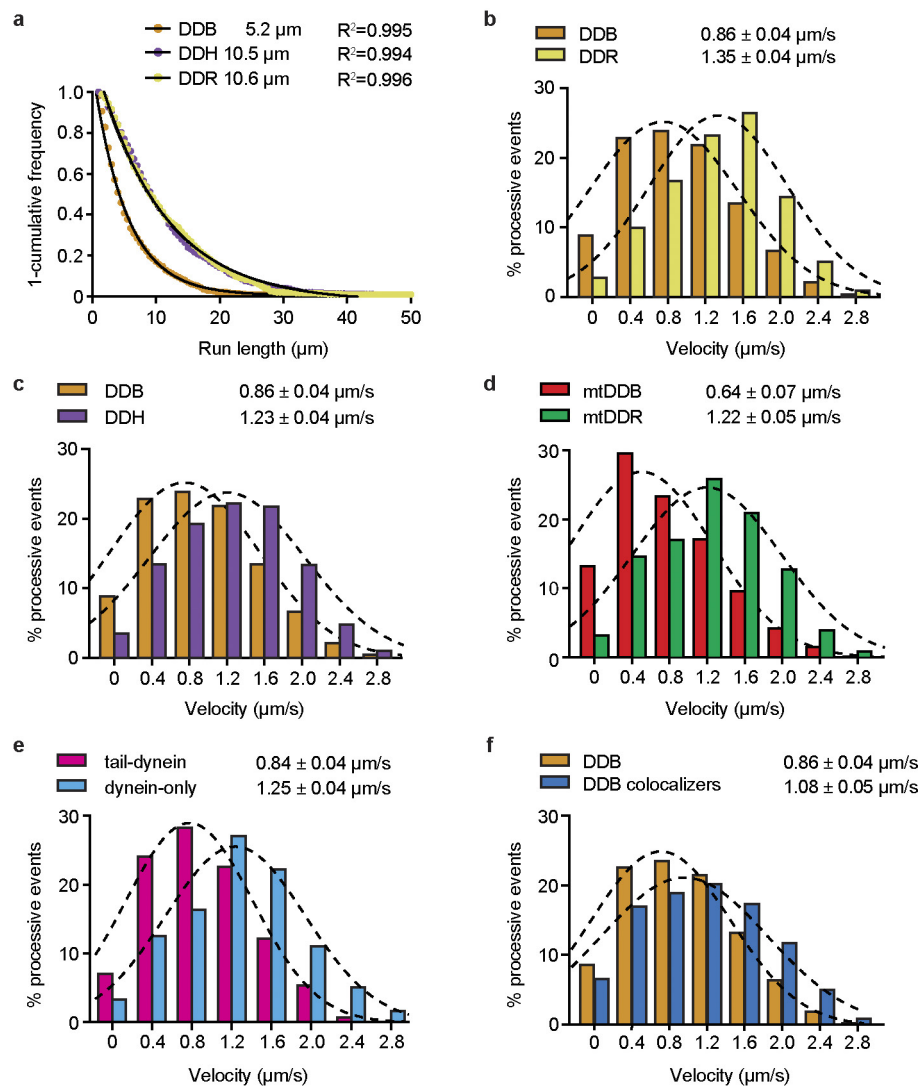 a
DDB 5.2 µm R²=0.995
DDH 10.5 µm R²=0.994
DDR 10.6 µm R²=0.996
1-cumulative frequency
1.0
0.8
0.6
0.4
0.2
0
0 10 20 30 40 50
Run length (µm)
b
DDB 0.86 ± 0.04 µm/s
DDR 1.35 ± 0.04 µm/s
% processive events
30
20
10
0
0 0.4 0.8 1.2 1.6 2.0 2.4 2.8
Velocity (µm/s)
c
DDB 0.86 ± 0.04 µm/s
DDH 1.23 ± 0.04 µm/s
% processive events
30
20
10
0
0 0.4 0.8 1.2 1.6 2.0 2.4 2.8
Velocity (µm/s)
d
mtDDB 0.64 ± 0.07 µm/s
mtDDR 1.22 ± 0.05 µm/s
% processive events
30
20
10
0
0 0.4 0.8 1.2 1.6 2.0 2.4 2.8
Velocity (µm/s)
e
tail-dynein 0.84 ± 0.04 µm/s
dynein-only 1.25 ± 0.04 µm/s
% processive events
30
20
10
0
0 0.4 0.8 1.2 1.6 2.0 2.4 2.8
Velocity (µm/s)
f
DDB 0.86 ± 0.04 µm/s
DDB colocalizers 1.08 ± 0.05 µm/s
% processive events
30
20
10
0
0 0.4 0.8 1.2 1.6 2.0 2.4 2.8
Velocity (µm/s)